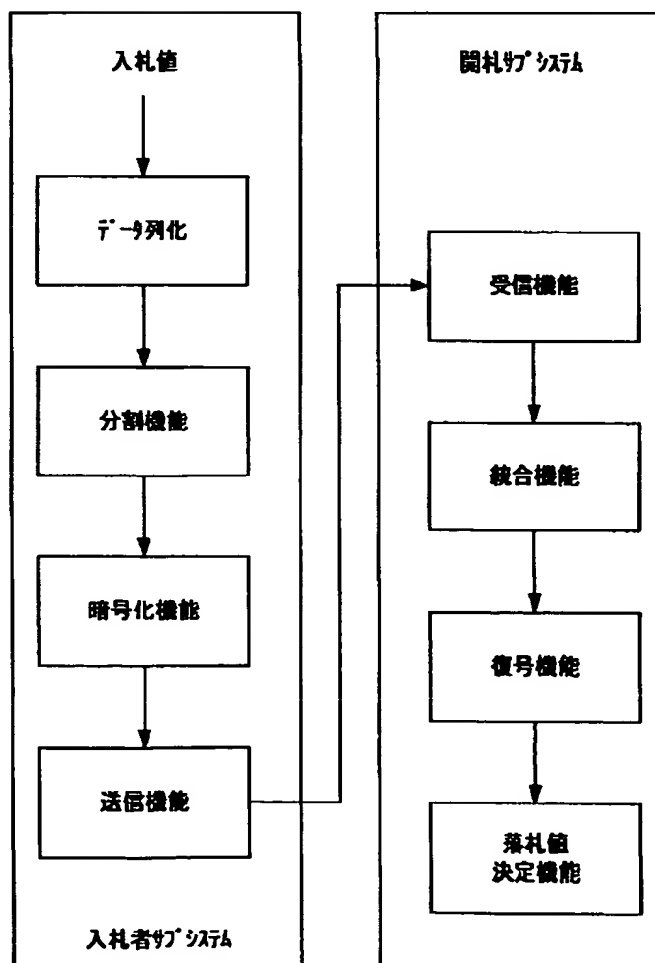 入札値
データ列化
分割機能
暗号化機能
送信機能
入札者サブシステム
開札サブシステム
受信機能
統合機能
復号機能
落札値
決定機能